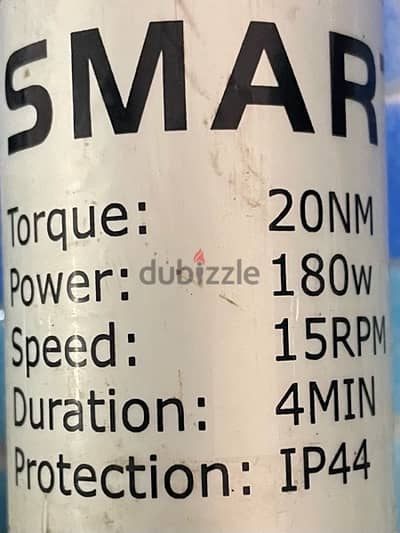 SMAR
Torque: 20NM
dubizzle
Power: 180w
Speed: 15RPM
Duration: 4MIN
Protection: IP44